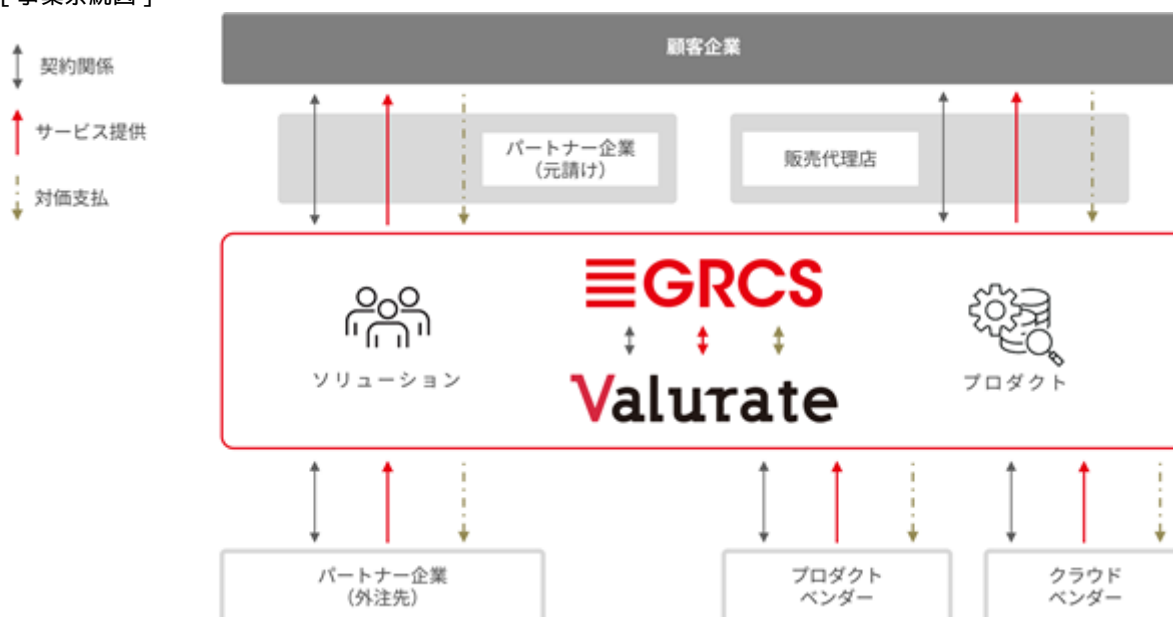 [ 事業系統図 ]
契約関係
サービス提供
対価支払
顧客企業
パートナー企業
（元請け）
販売代理店
GRCS
Valurate
ソリューション
プロダクト
パートナー企業
（外注先）
プロダクト
ベンダー
クラウド
ベンダー